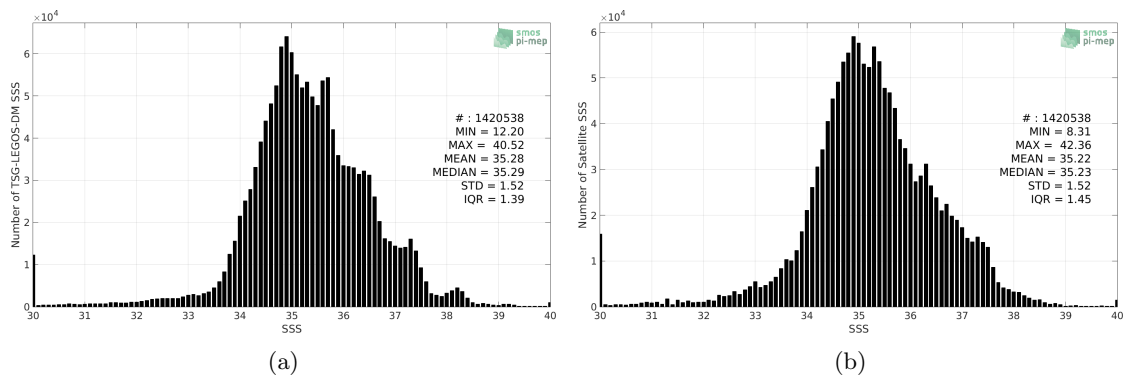 ×10⁴
smos
pi-mep
Number of TSG-LEGOS-DM SSS
# : 1420538
MIN = 12.20
MAX = 40.52
MEAN = 35.28
MEDIAN = 35.29
STD = 1.52
IQR = 1.39
6
5
4
3
2
1
0
30 31 32 33 34 35 36 37 38 39 40
SSS
(a)
×10⁴
smos
pi-mep
Number of Satellite SSS
# : 1420538
MIN = 8.31
MAX = 42.36
MEAN = 35.22
MEDIAN = 35.23
STD = 1.52
IQR = 1.45
6
5
4
3
2
1
0
30 31 32 33 34 35 36 37 38 39 40
SSS
(b)